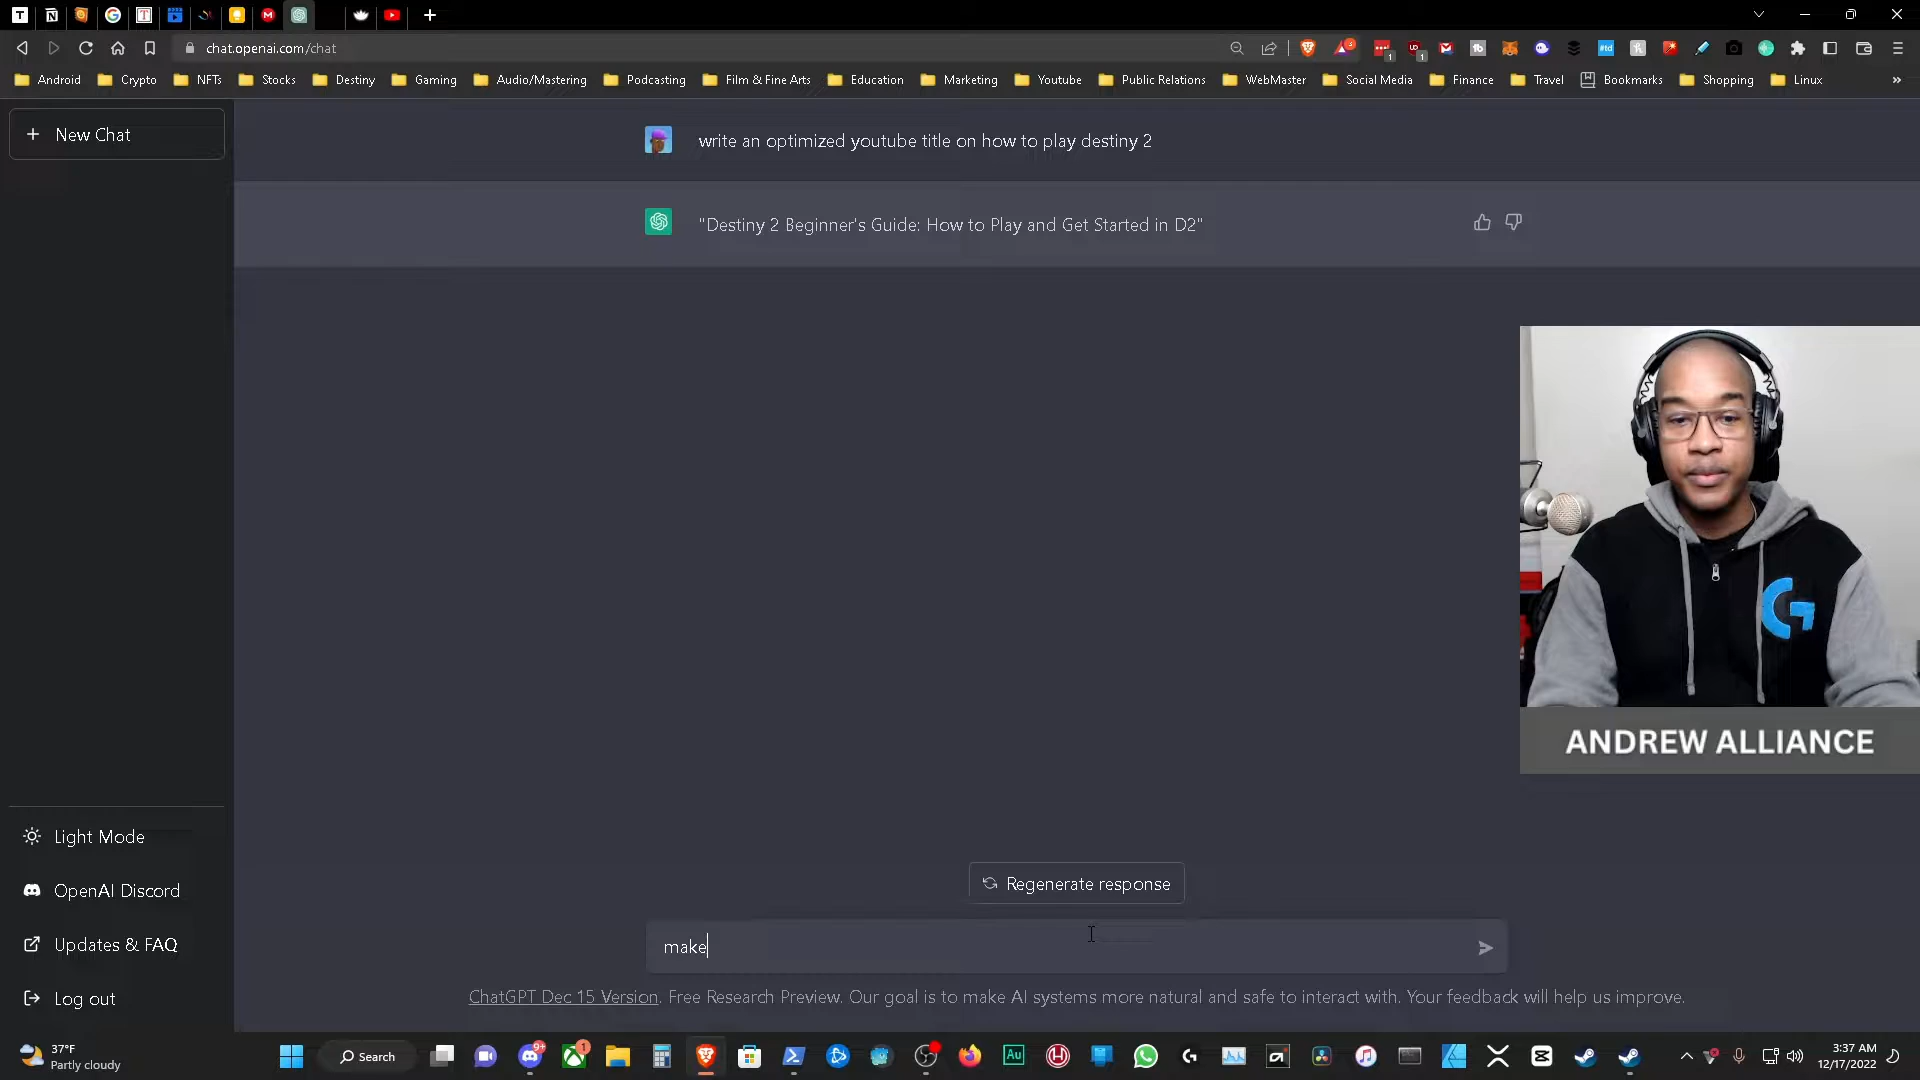 chat.openai.com/chat
Android Crypto NFTs Stocks Destiny Gaming Audio/Mastering Podcasting Film & Fine Arts Education Marketing Youtube Public Relations WebMaster Social Media Finance Travel Bookmarks Shopping Linux »
+ New Chat
write an optimized youtube title on how to play destiny 2
"Destiny 2 Beginner's Guide: How to Play and Get Started in D2"
ANDREW ALLIANCE
Light Mode
OpenAI Discord
Updates & FAQ
Log out
Regenerate response
make
ChatGPT Dec 15 Version. Free Research Preview. Our goal is to make AI systems more natural and safe to interact with. Your feedback will help us improve.
37°F
Partly cloudy
Search
3:37 AM
12/17/2022